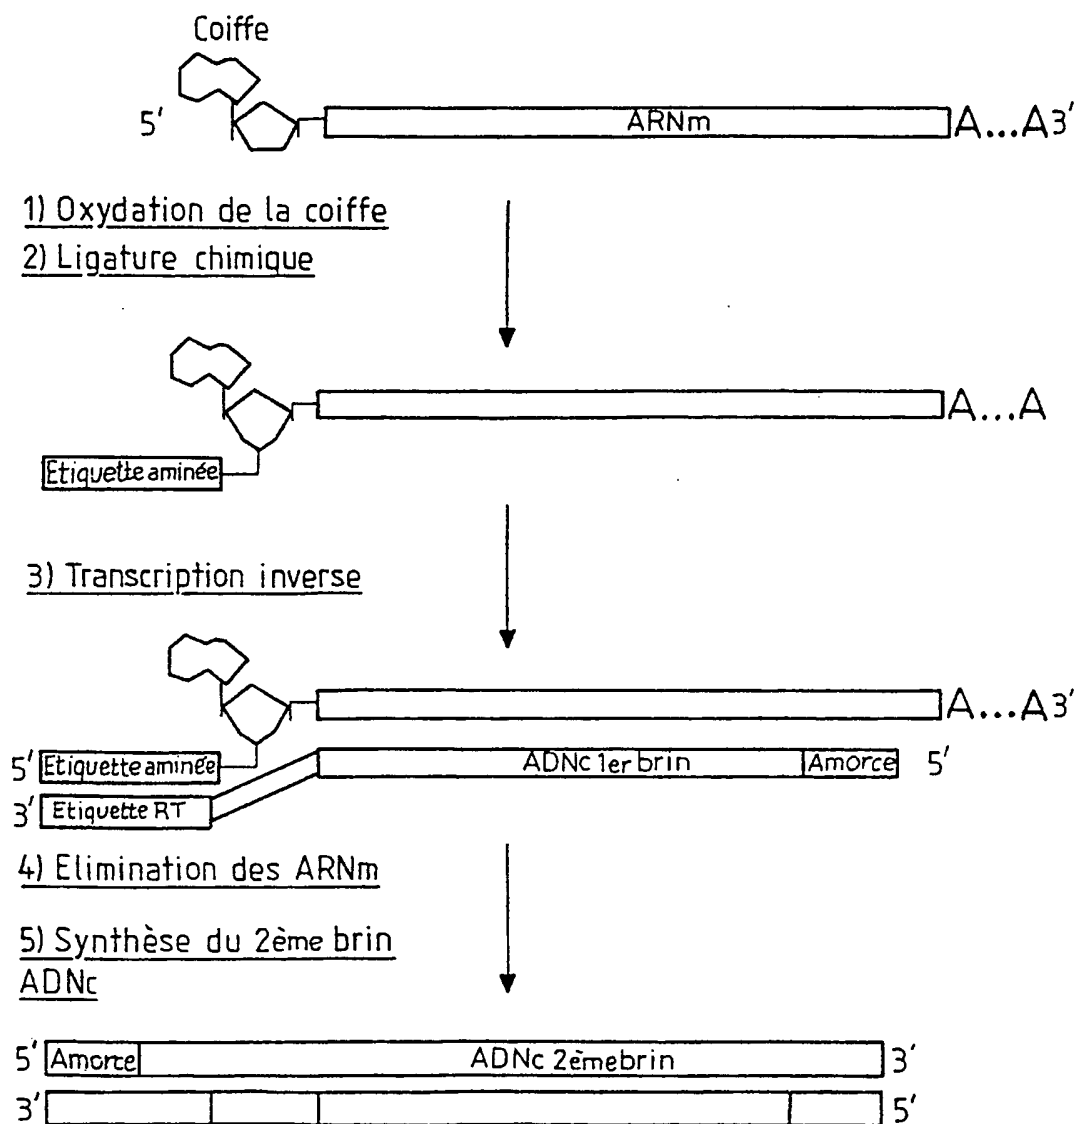 Coiffe
5' ARNm A...A3'
1) Oxydation de la coiffe
2) Ligature chimique
A...A
Etiquette aminée
3) Transcription inverse
A...A3'
5' Etiquette aminée ADNc 1er brin Amorce 5'
3' Etiquette RT
4) Elimination des ARNm
5) Synthèse du 2ème brin
ADNc
5' Amorce ADNc 2ème brin 3'
3' 5'